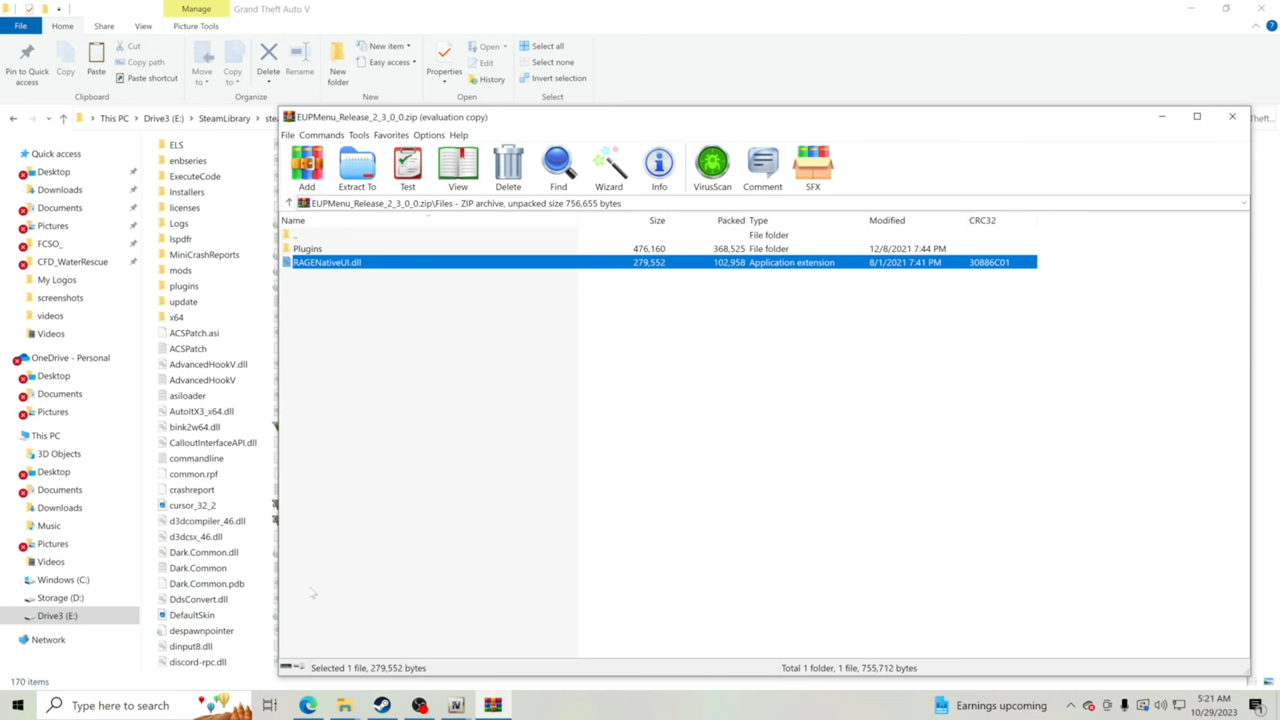 Manage
Grand Theft Auto V
File
Home
Share
View
Picture Tools
Pin to Quick access
Copy
Paste
Cut
Copy path
Paste shortcut
Clipboard
Move to
Copy to
Delete
Rename
Organize
New folder
New item
Easy access
New
Properties
Open
Edit
History
Open
Select all
Select none
Invert selection
Select
This PC
Drive3 (E:)
SteamLibrary
Theft...
Quick access
Desktop
Downloads
Documents
Pictures
FCSO_
CFD_WaterRescue
My Logos
screenshots
videos
Videos
OneDrive - Personal
Desktop
Documents
Pictures
This PC
3D Objects
Desktop
Documents
Downloads
Music
Pictures
Videos
Windows (C:)
Storage (D:)
Drive3 (E:)
Network
170 items
ELS
enbseries
ExecuteCode
Installers
licenses
Logs
lspdfr
MiniCrashReports
mods
plugins
update
x64
ACSPatch.asi
ACSPatch
AdvancedHookV.dll
AdvancedHookV
asiloader
AutoItX3_x64.dll
bink2w64.dll
CalloutInterfaceAPI.dll
commandline
common.rpf
crashreport
cursor_32_2
d3dcompiler_46.dll
d3dcsx_46.dll
Dark.Common.dll
Dark.Common
Dark.Common.pdb
DdsConvert.dll
DefaultSkin
despawnpointer
dinput8.dll
discord-rpc.dll
EUPMenu_Release_2_3_0_0.zip (evaluation copy)
File Commands Tools Favorites Options Help
Add
Extract To
Test
View
Delete
Find
Wizard
Info
VirusScan
Comment
SFX
EUPMenu_Release_2_3_0_0.zip\Files - ZIP archive, unpacked size 756,655 bytes
Name Size Packed Type Modified CRC32
.. File folder
Plugins 476,160 368,525 File folder 12/8/2021 7:44 PM
RAGENativeUI.dll 279,552 102,958 Application extension 8/1/2021 7:41 PM 30886C01
Selected 1 file, 279,552 bytes
Total 1 folder, 1 file, 755,712 bytes
Type here to search
Earnings upcoming
5:21 AM
10/29/2023